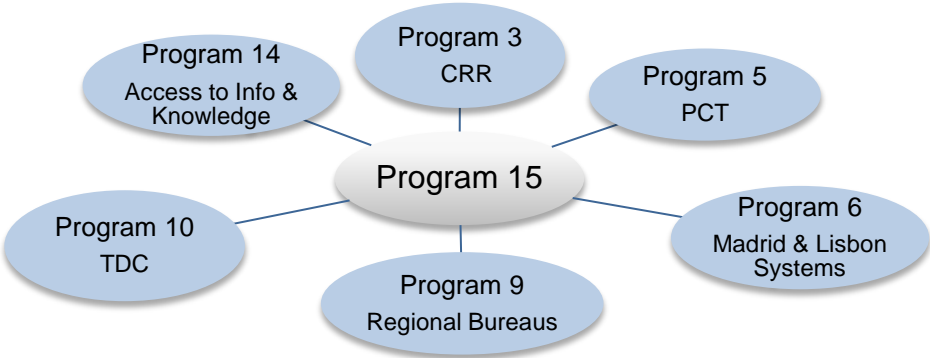 Program 3
CRR
Program 14
Access to Info &
Knowledge
Program 5
PCT
Program 15
Program 10
TDC
Program 6
Madrid & Lisbon
Systems
Program 9
Regional Bureaus